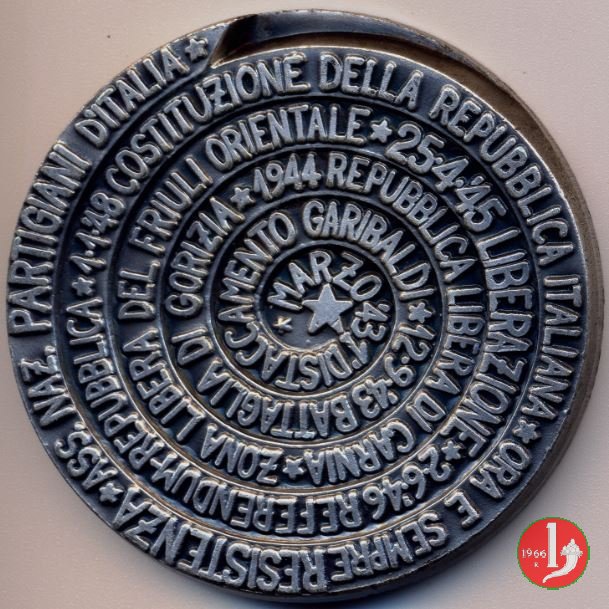 MARZO '43 1° DISTACCAMENTO GARIBALDI ★ 12·9·43 BATTAGLIA DI GORIZIA ★ 1944 REPUBBLICA LIBERA DI CARNIA ★ ZONA LIBERA DEL FRIULI ORIENTALE ★ 25·4·45 LIBERAZIONE ★ 2·6·46 REFERENDUM-REPUBBLICA ★ 1·1·48 COSTITUZIONE DELLA REPUBBLICA ITALIANA ★ ORA E SEMPRE RESISTENZA ★ ASS. NAZ. PARTIGIANI D'ITALIA ★
1966
R